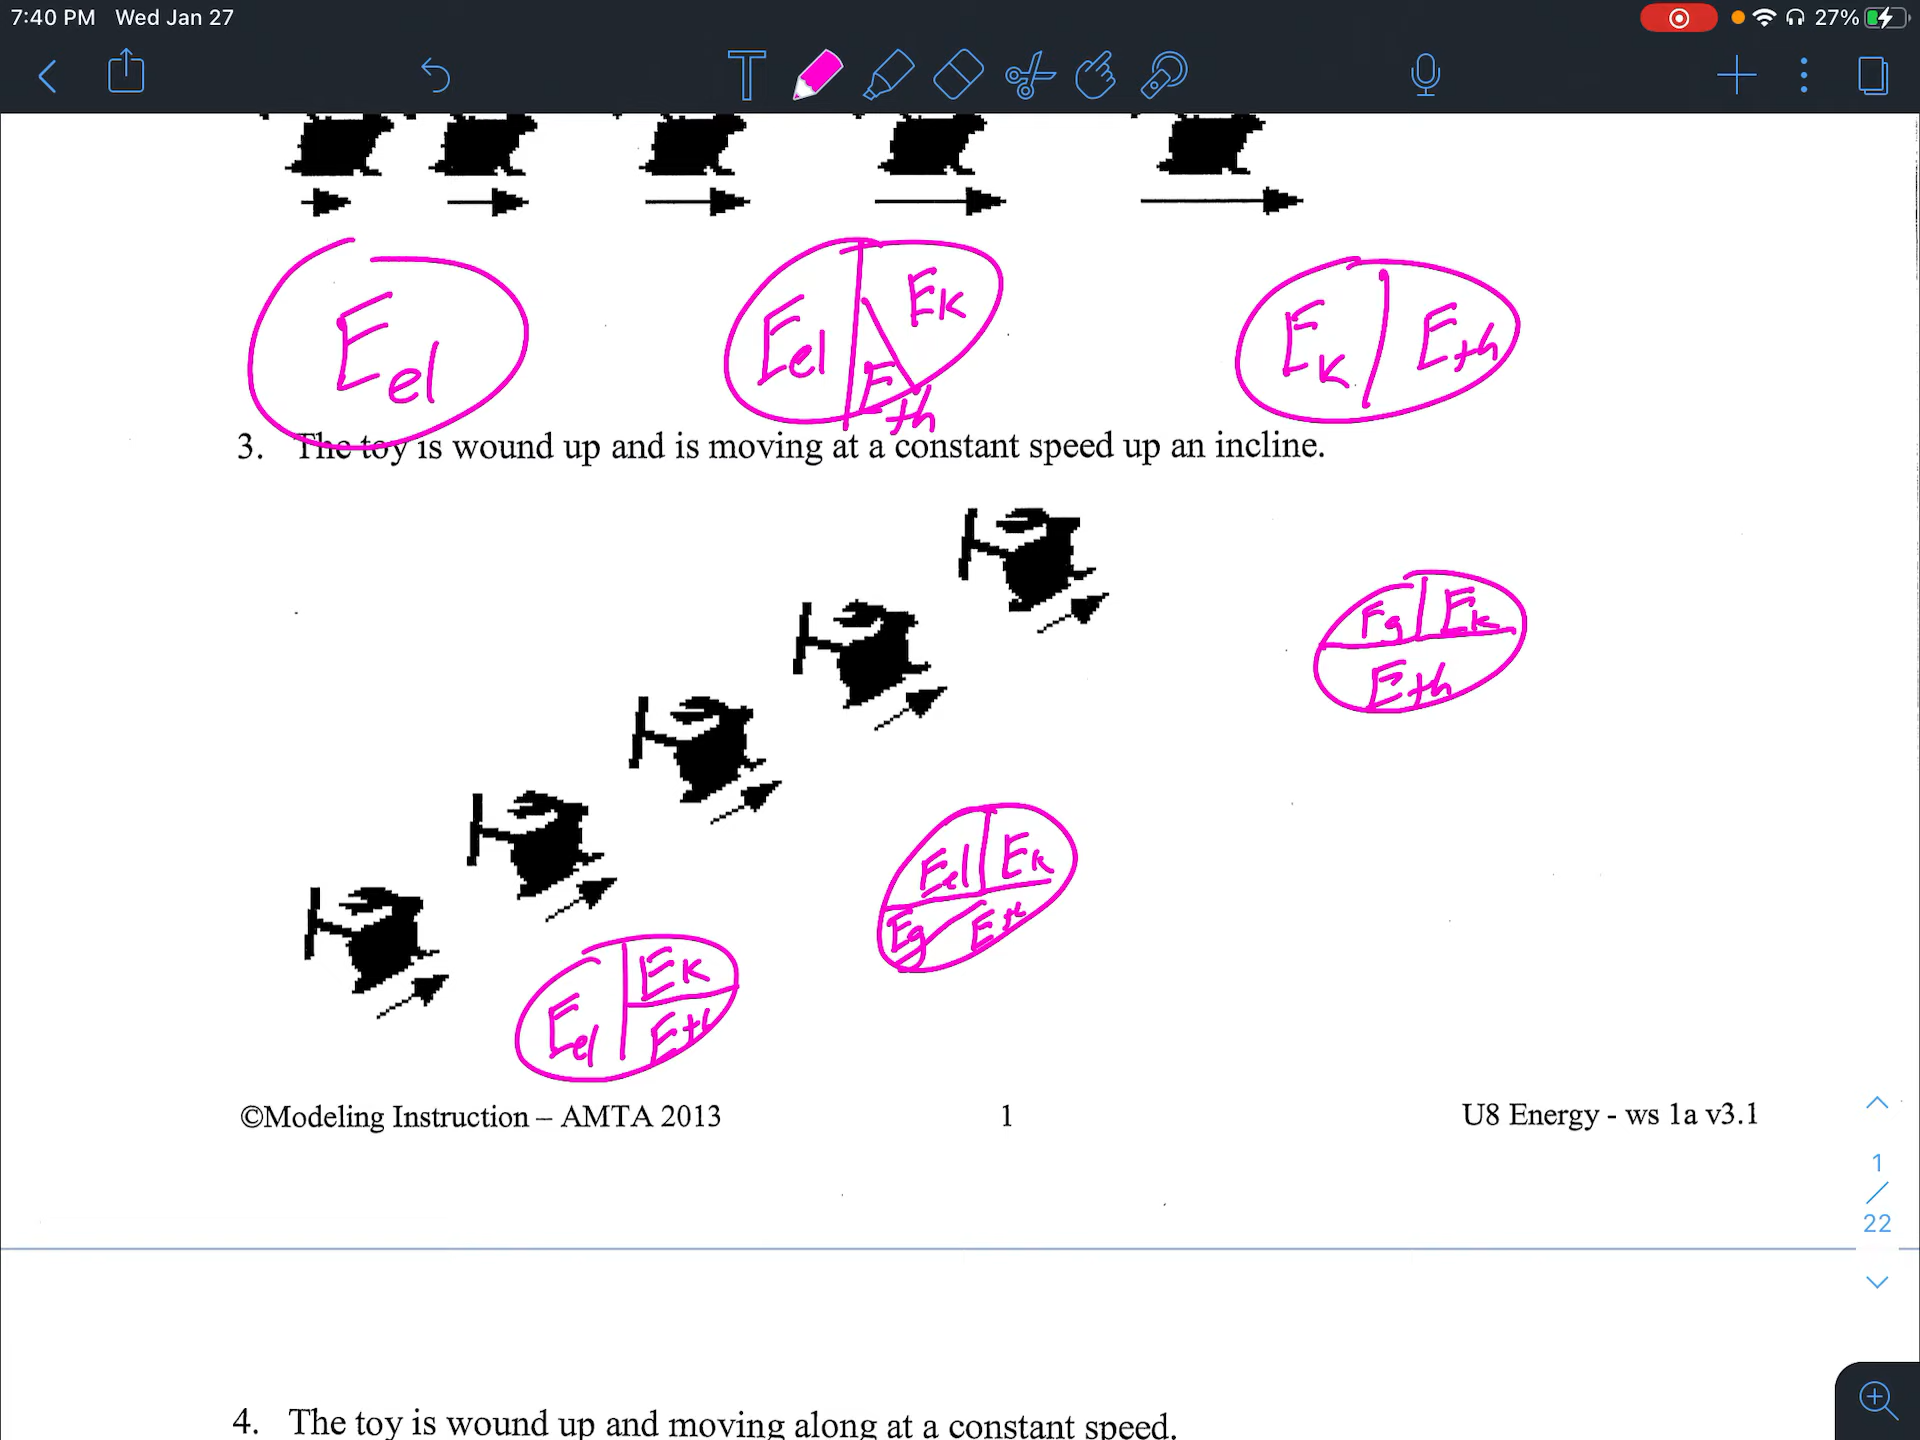 7:40 PM Wed Jan 27
27%
T
Eel
Eel Ek Eth
Ek Eth
3. The toy is wound up and is moving at a constant speed up an incline.
Eg Ek
Eth
Eel Ek
Eg Eth
Eel Ek
Eth
©Modeling Instruction – AMTA 2013 1 U8 Energy - ws 1a v3.1
1
/
22
4. The toy is wound up and moving along at a constant speed.